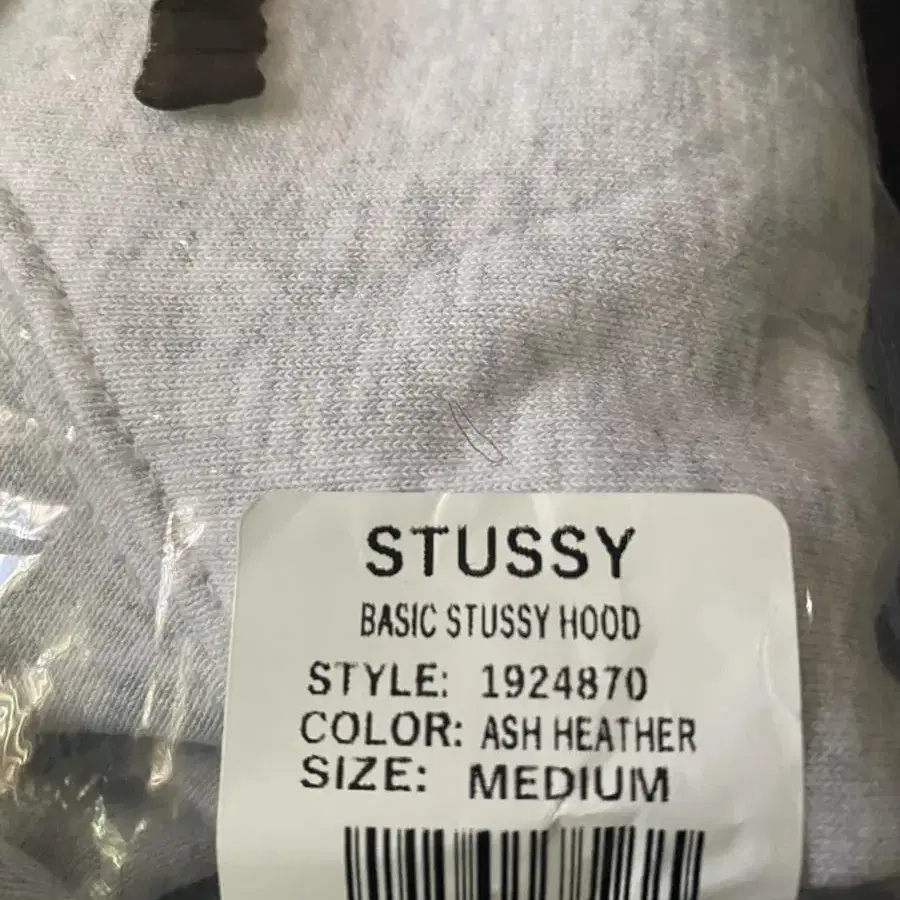 STUSSY
BASIC STUSSY HOOD
STYLE: 1924870
COLOR: ASH HEATHER
SIZE: MEDIUM